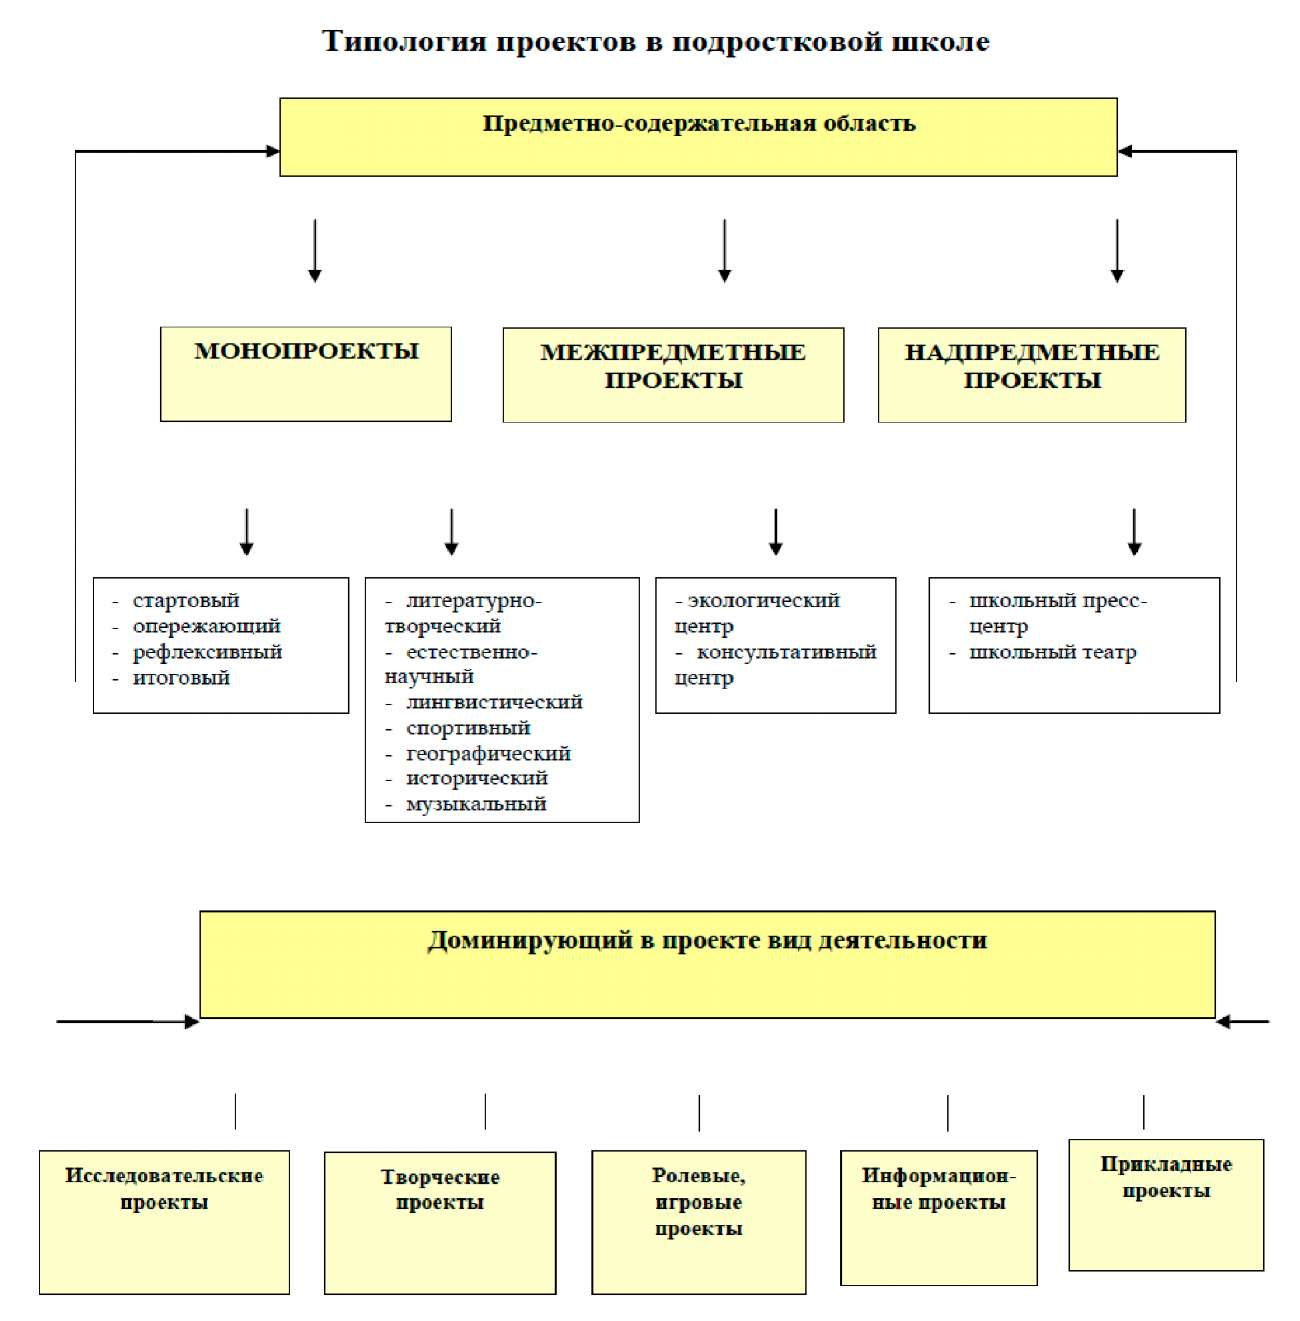 Типология проектов в подростковой школе
Предметно-содержательная область
МОНОПРОЕКТЫ
МЕЖПРЕДМЕТНЫЕ
ПРОЕКТЫ
НАДПРЕДМЕТНЫЕ
ПРОЕКТЫ
- стартовый
- опережающий
- рефлексивный
- итоговый
- литературно-
творческий
- естественно-
научный
- лингвистический
- спортивный
- географический
- исторический
- музыкальный
- экологический
центр
- консультативный
центр
- школьный пресс-
центр
- школьный театр
Доминирующий в проекте вид деятельности
Исследовательские
проекты
Творческие
проекты
Ролевые,
игровые
проекты
Информацион-
ные проекты
Прикладные
проекты